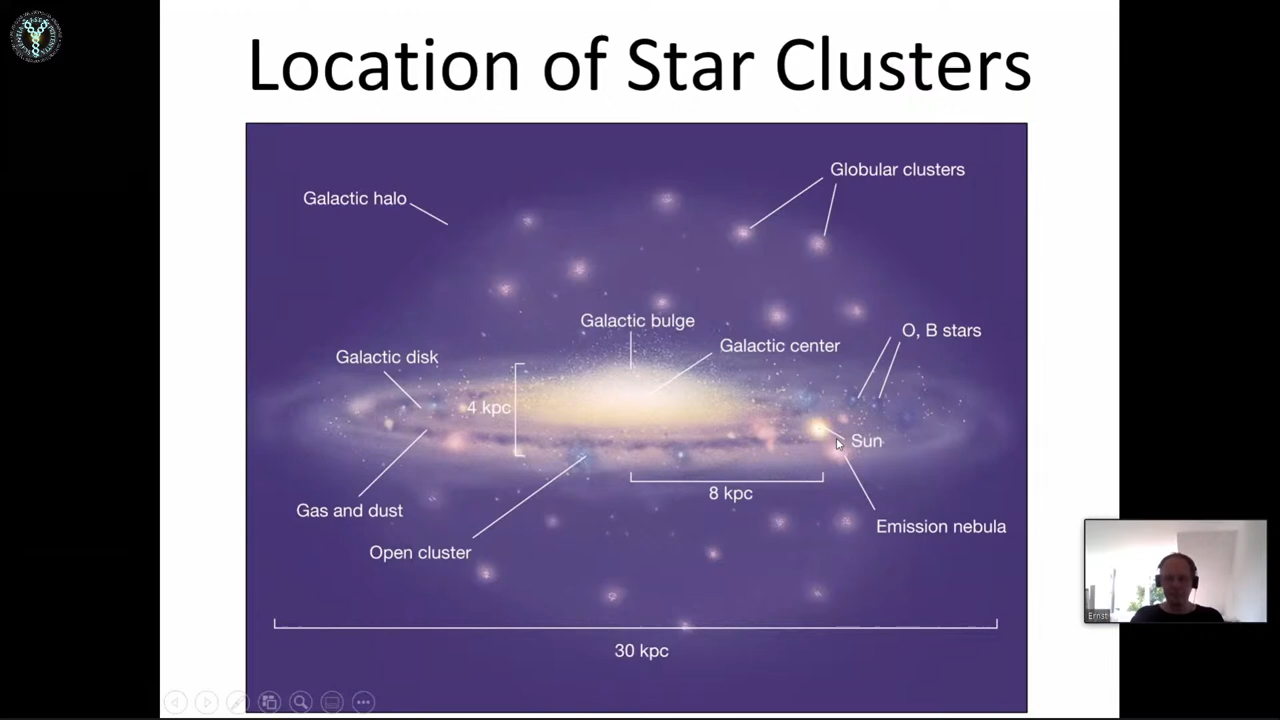 Location of Star Clusters
Globular clusters
Galactic halo
Galactic bulge
O, B stars
Galactic center
Galactic disk
4 kpc
Sun
8 kpc
Gas and dust
Emission nebula
Open cluster
30 kpc
Ernst